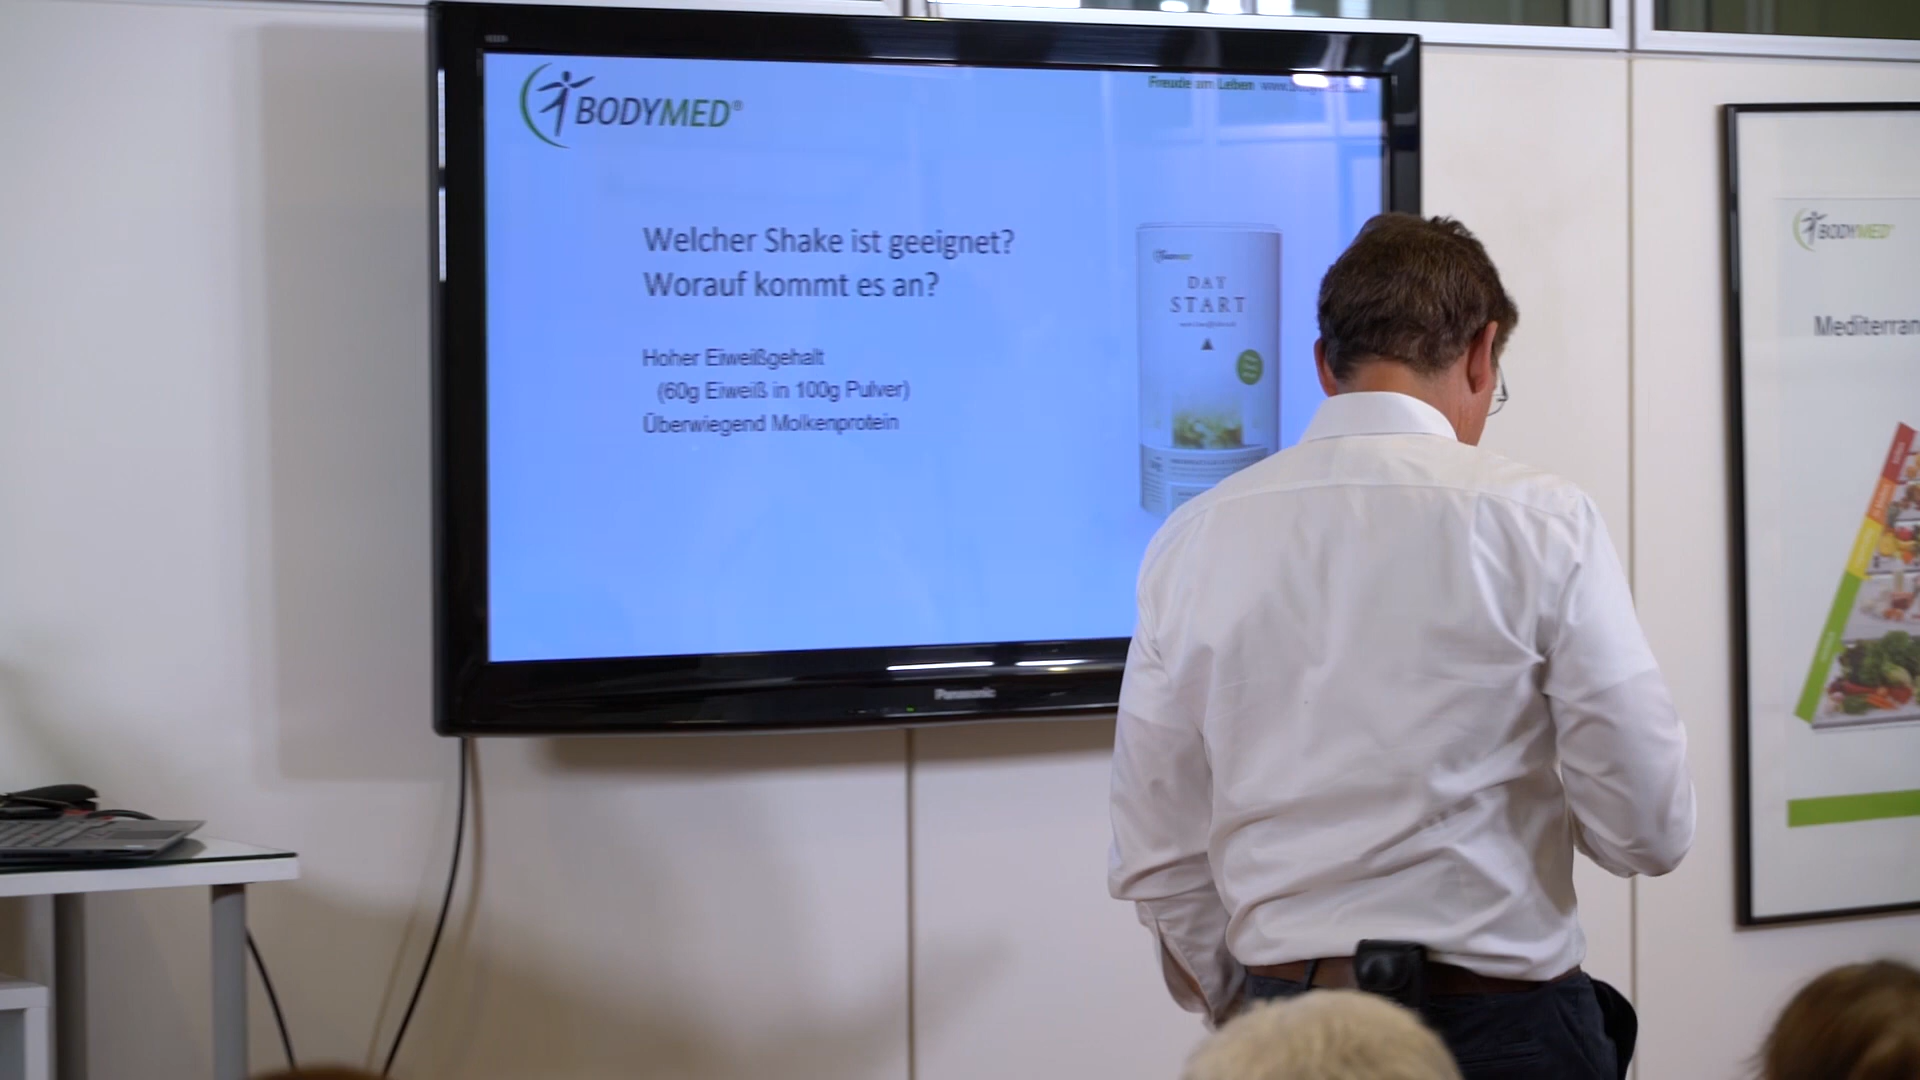 BODYMED®
Freude am Leben
Welcher Shake ist geeignet?
Worauf kommt es an?
Hoher Eiweißgehalt
(60g Eiweiß in 100g Pulver)
Überwiegend Molkenprotein
DAY
START
Panasonic
BODYMED
Mediterran